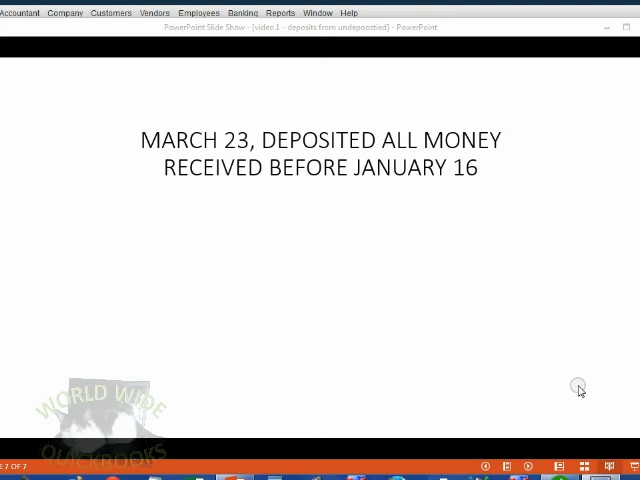 Accountant Company Customers Vendors Employees Banking Reports Window Help
PowerPoint Slide Show - [video 1 - deposits from undepoostied] - PowerPoint
MARCH 23, DEPOSITED ALL MONEY
RECEIVED BEFORE JANUARY 16
WORLD WIDE
QUICKBOOKS
E 7 OF 7